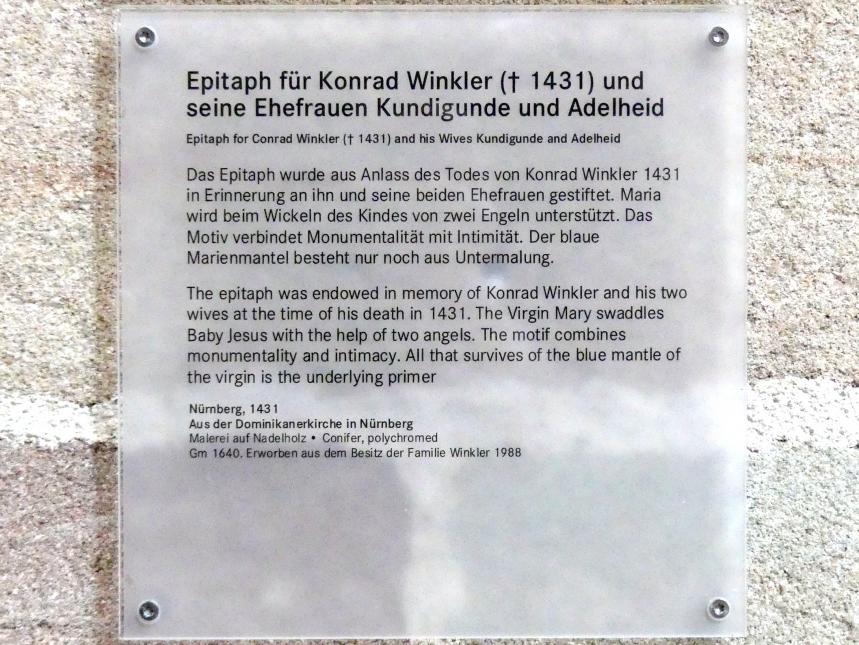 Epitaph für Konrad Winkler († 1431) und
seine Ehefrauen Kundigunde und Adelheid
Epitaph for Conrad Winkler († 1431) and his Wives Kundigunde and Adelheid
Das Epitaph wurde aus Anlass des Todes von Konrad Winkler 1431
in Erinnerung an ihn und seine beiden Ehefrauen gestiftet. Maria
wird beim Wickeln des Kindes von zwei Engeln unterstützt. Das
Motiv verbindet Monumentalität mit Intimität. Der blaue
Marienmantel besteht nur noch aus Untermalung.
The epitaph was endowed in memory of Konrad Winkler and his two
wives at the time of his death in 1431. The Virgin Mary swaddles
Baby Jesus with the help of two angels. The motif combines
monumentality and intimacy. All that survives of the blue mantle of
the virgin is the underlying primer
Nürnberg, 1431
Aus der Dominikanerkirche in Nürnberg
Malerei auf Nadelholz • Conifer, polychromed
Gm 1640. Erworben aus dem Besitz der Familie Winkler 1988